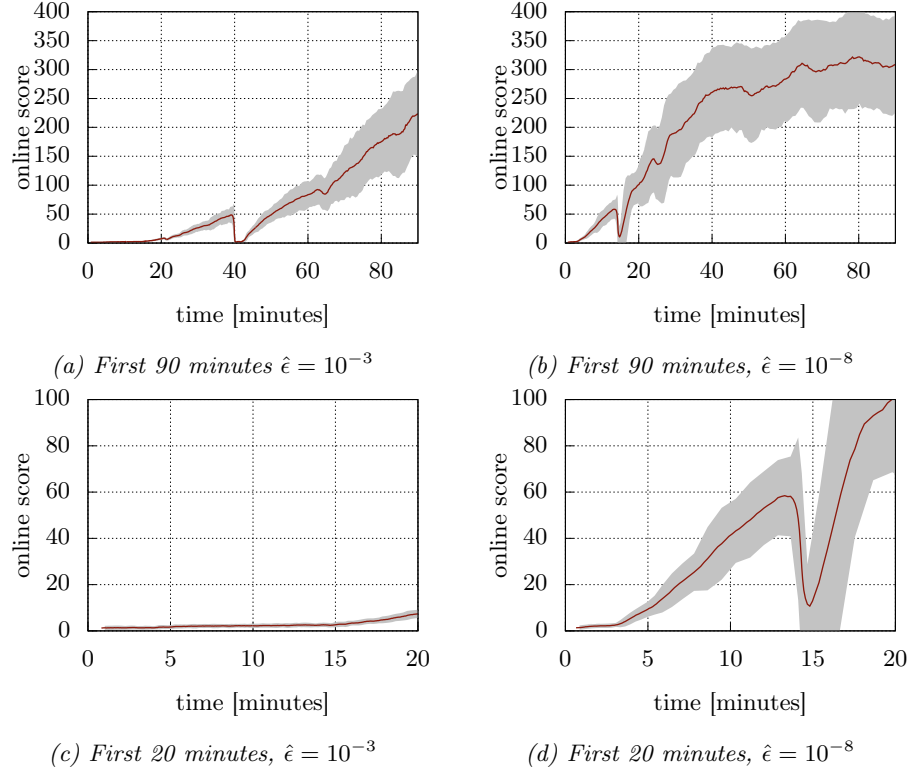 400
350
300
250
200
150
100
50
0
online score
0 20 40 60 80
time [minutes]
(a) First 90 minutes ϵ̂ = 10⁻³
400
350
300
250
200
150
100
50
0
online score
0 20 40 60 80
time [minutes]
(b) First 90 minutes, ϵ̂ = 10⁻⁸
100
80
60
40
20
0
online score
0 5 10 15 20
time [minutes]
(c) First 20 minutes, ϵ̂ = 10⁻³
100
80
60
40
20
0
online score
0 5 10 15 20
time [minutes]
(d) First 20 minutes, ϵ̂ = 10⁻⁸